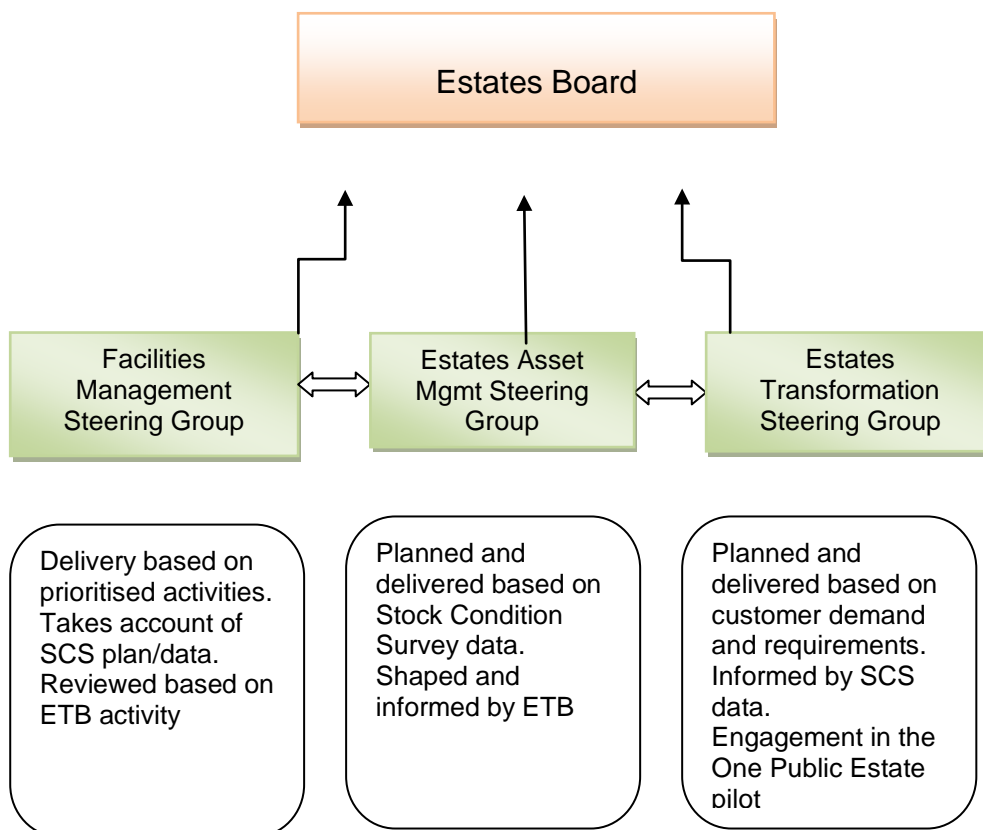 Estates Board
Facilities
Management
Steering Group
Estates Asset
Mgmt Steering
Group
Estates
Transformation
Steering Group
Delivery based on
prioritised activities.
Takes account of
SCS plan/data.
Reviewed based on
ETB activity
Planned and
delivered based on
Stock Condition
Survey data.
Shaped and
informed by ETB
Planned and
delivered based on
customer demand
and requirements.
Informed by SCS
data.
Engagement in the
One Public Estate
pilot